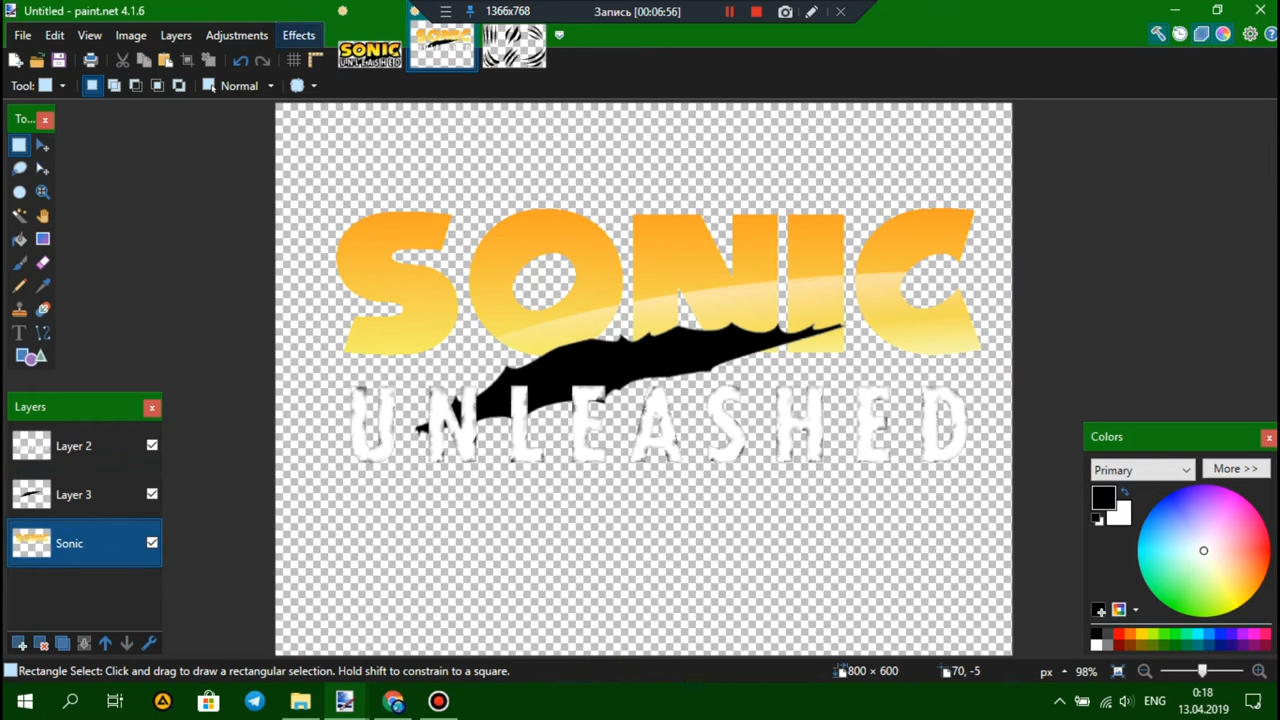 Untitled - paint.net 4.1.6
1366x768
Запись [00:06:56]
File Edit View Image Layers Adjustments Effects
SONIC
UNLEASHED
Tool:
Normal
To...
SONIC
UNLEASHED
Layers
Layer 2
Layer 3
Sonic
Colors
Primary
More >>
Rectangle Select: Click and drag to draw a rectangular selection. Hold shift to constrain to a square.
800 × 600
70, -5
px
98%
ENG
0:18
13.04.2019